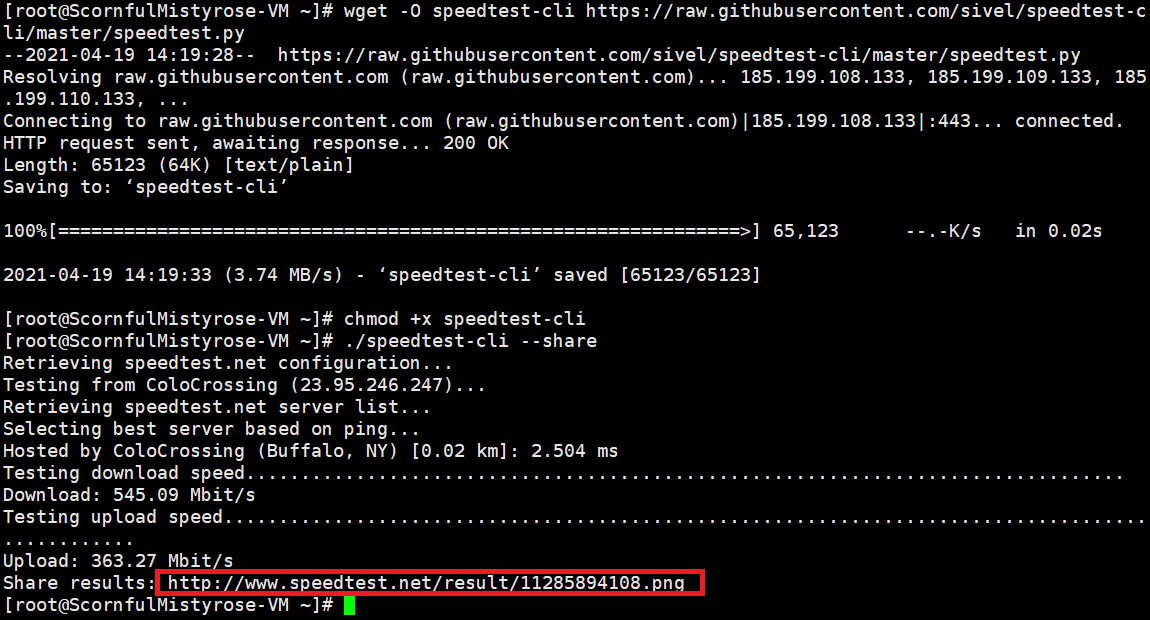 [root@ScornfulMistyrose-VM ~]# wget -O speedtest-cli https://raw.githubusercontent.com/sivel/speedtest-c
li/master/speedtest.py
--2021-04-19 14:19:28--  https://raw.githubusercontent.com/sivel/speedtest-cli/master/speedtest.py
Resolving raw.githubusercontent.com (raw.githubusercontent.com)... 185.199.108.133, 185.199.109.133, 185
.199.110.133, ...
Connecting to raw.githubusercontent.com (raw.githubusercontent.com)|185.199.108.133|:443... connected.
HTTP request sent, awaiting response... 200 OK
Length: 65123 (64K) [text/plain]
Saving to: ‘speedtest-cli’
100%[==============================================================>] 65,123      --.-K/s   in 0.02s
2021-04-19 14:19:33 (3.74 MB/s) - ‘speedtest-cli’ saved [65123/65123]
[root@ScornfulMistyrose-VM ~]# chmod +x speedtest-cli
[root@ScornfulMistyrose-VM ~]# ./speedtest-cli --share
Retrieving speedtest.net configuration...
Testing from ColoCrossing (23.95.246.247)...
Retrieving speedtest.net server list...
Selecting best server based on ping...
Hosted by ColoCrossing (Buffalo, NY) [0.02 km]: 2.504 ms
Testing download speed................................................................................
Download: 545.09 Mbit/s
Testing upload speed....................................................................................
............
Upload: 363.27 Mbit/s
Share results: http://www.speedtest.net/result/11285894108.png
[root@ScornfulMistyrose-VM ~]#